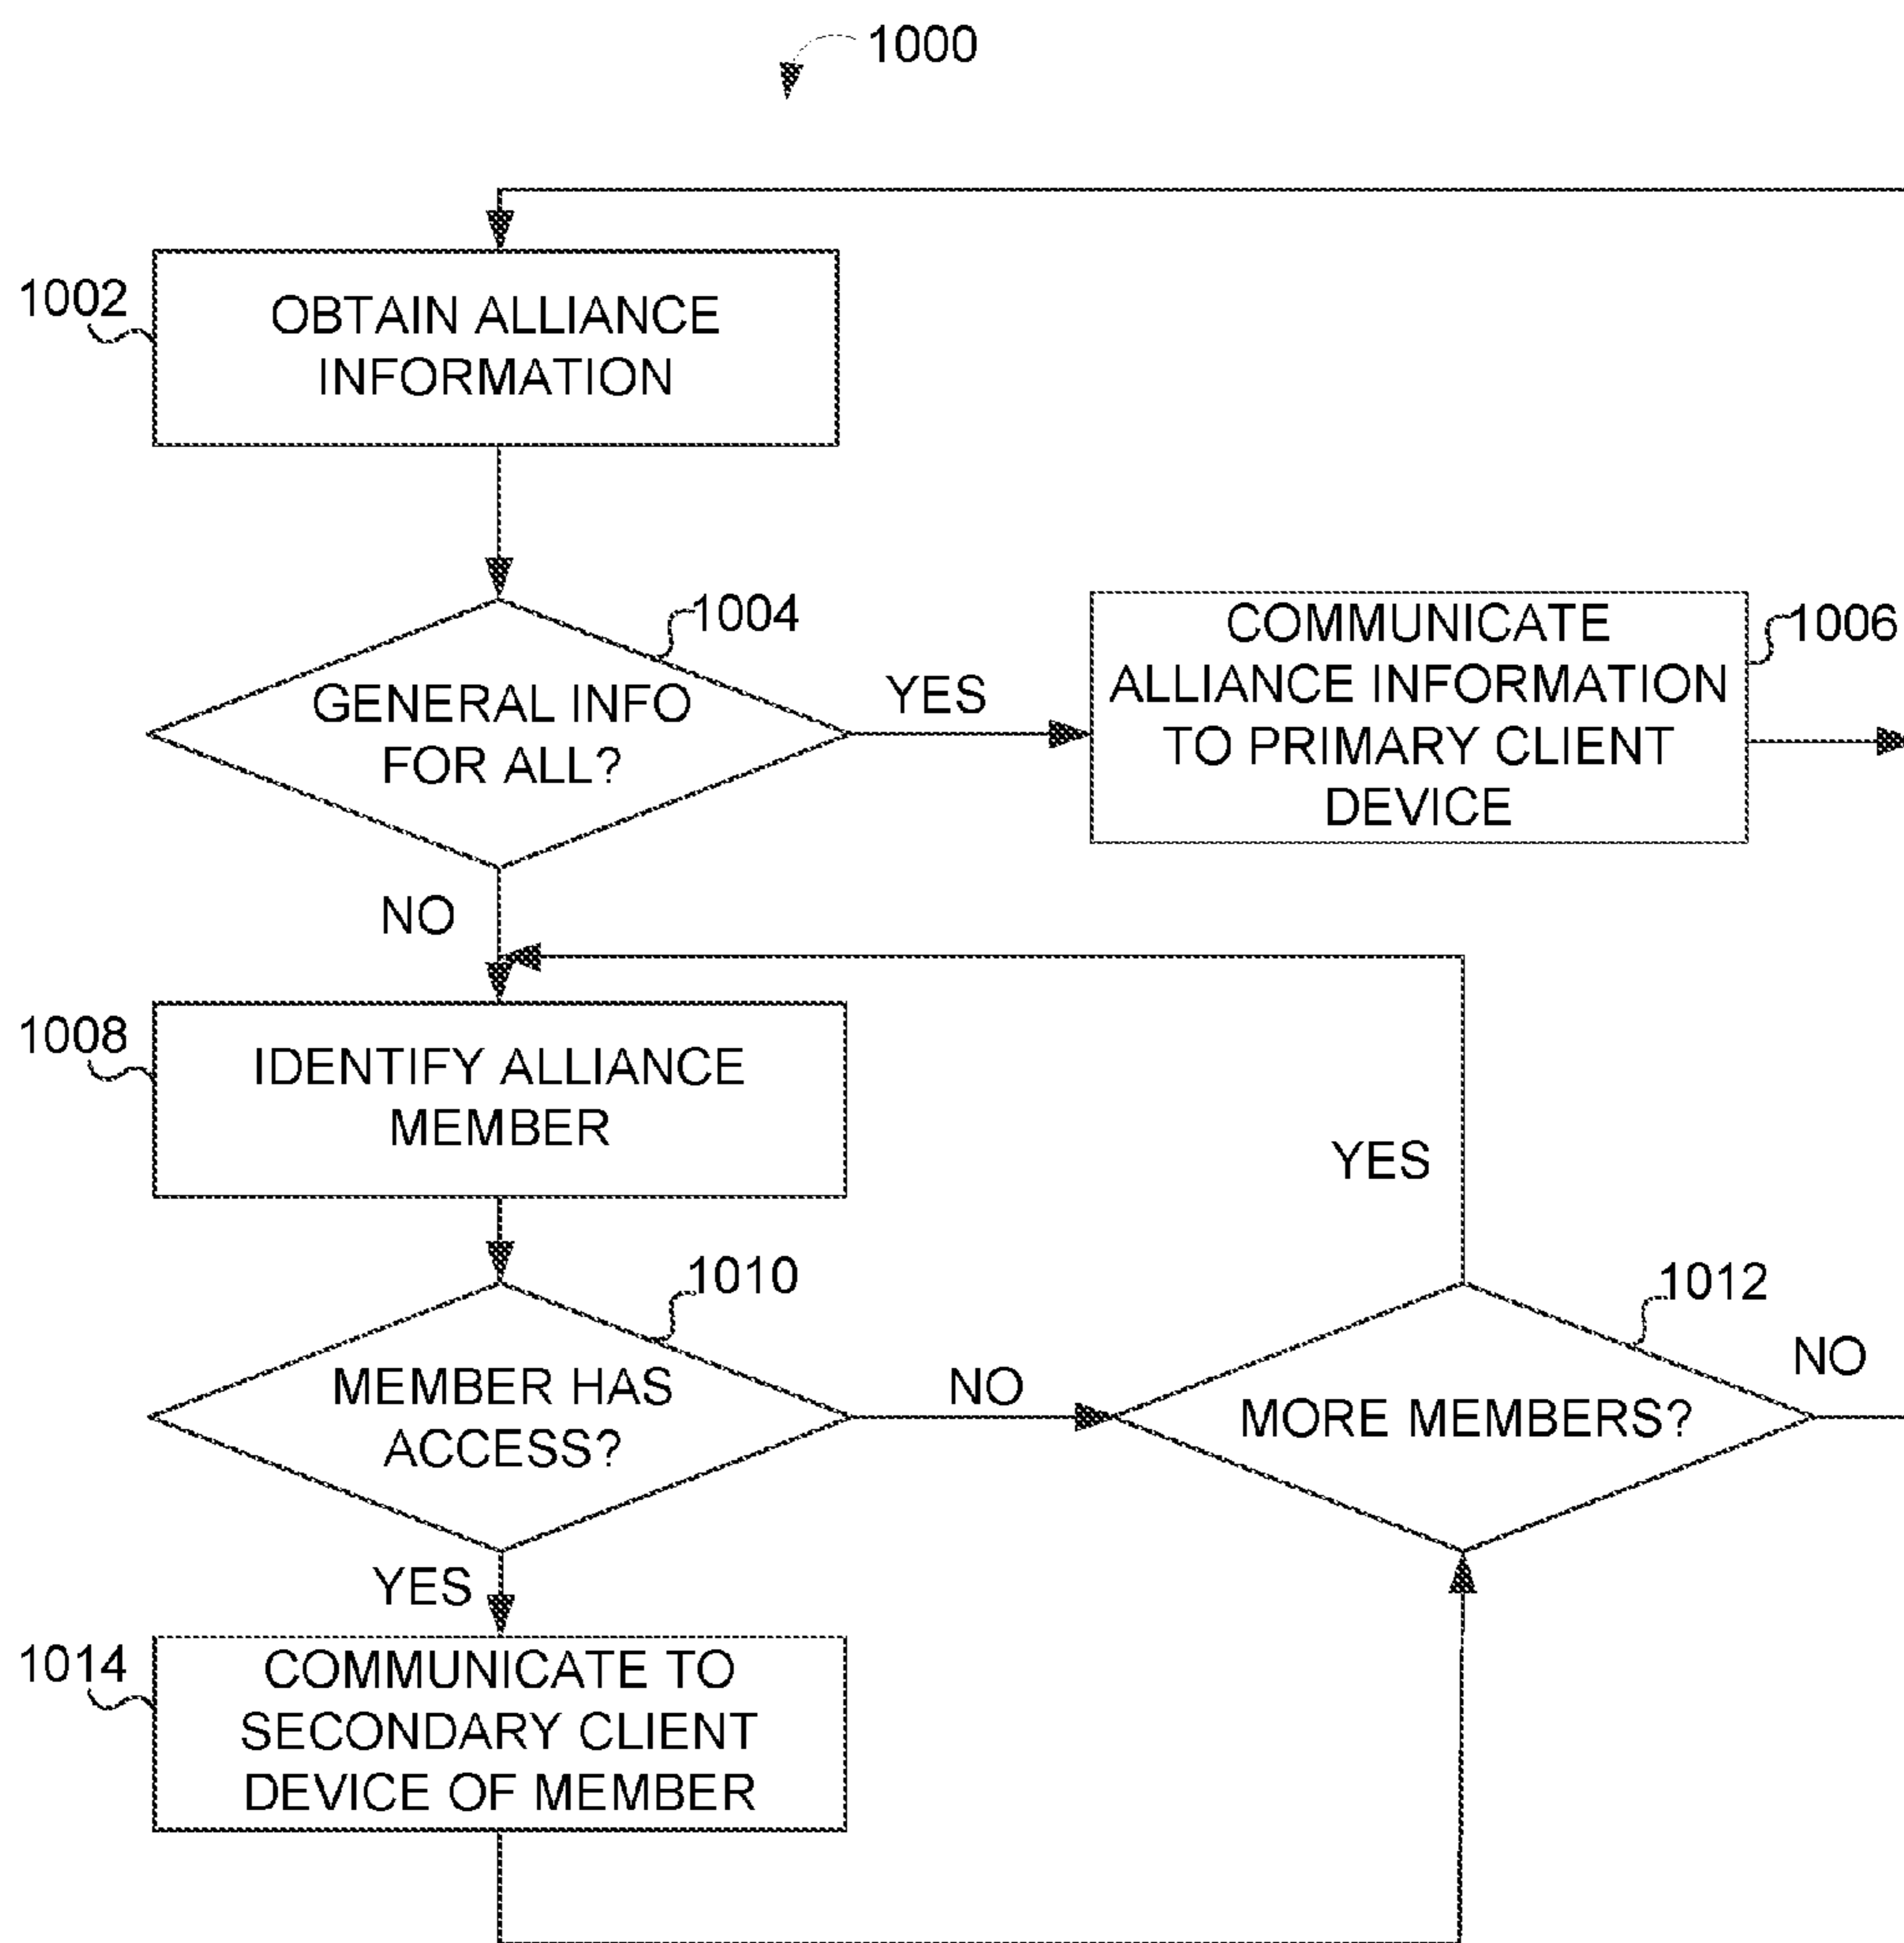 1000
1002
OBTAIN ALLIANCE
INFORMATION
1004
GENERAL INFO
FOR ALL?
YES
COMMUNICATE
ALLIANCE INFORMATION
TO PRIMARY CLIENT
DEVICE
1006
NO
1008
IDENTIFY ALLIANCE
MEMBER
YES
1010
MEMBER HAS
ACCESS?
NO
1012
MORE MEMBERS?
NO
YES
1014
COMMUNICATE TO
SECONDARY CLIENT
DEVICE OF MEMBER